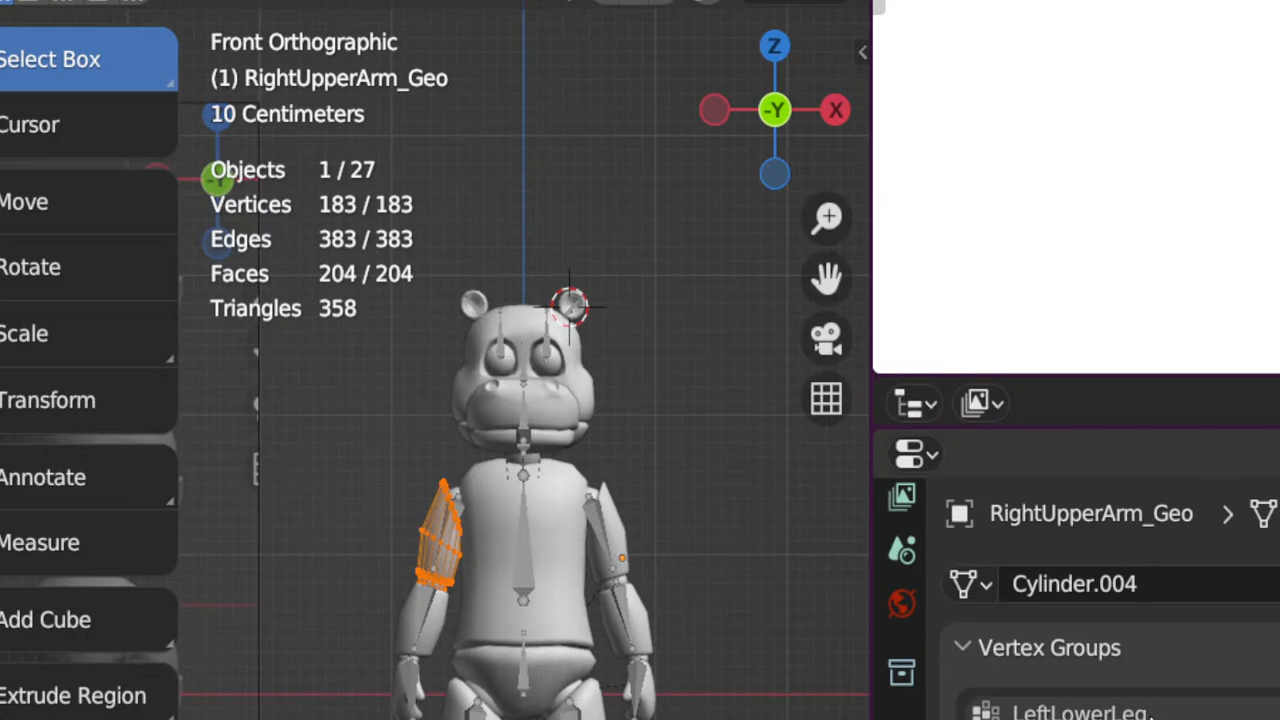 Select Box
Cursor
Move
Rotate
Scale
Transform
Annotate
Measure
Add Cube
Extrude Region
Front Orthographic
(1) RightUpperArm_Geo
10 Centimeters
Objects 1 / 27
Vertices 183 / 183
Edges 383 / 383
Faces 204 / 204
Triangles 358
Z
-Y
X
-Y
RightUpperArm_Geo
Cylinder.004
Vertex Groups
LeftLowerLeg.